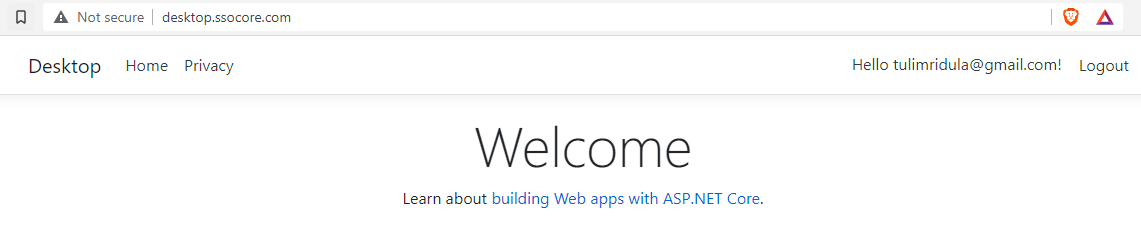 Not secure desktop.ssocore.com
Desktop Home Privacy Hello tulimridula@gmail.com! Logout
Welcome
Learn about building Web apps with ASP.NET Core.